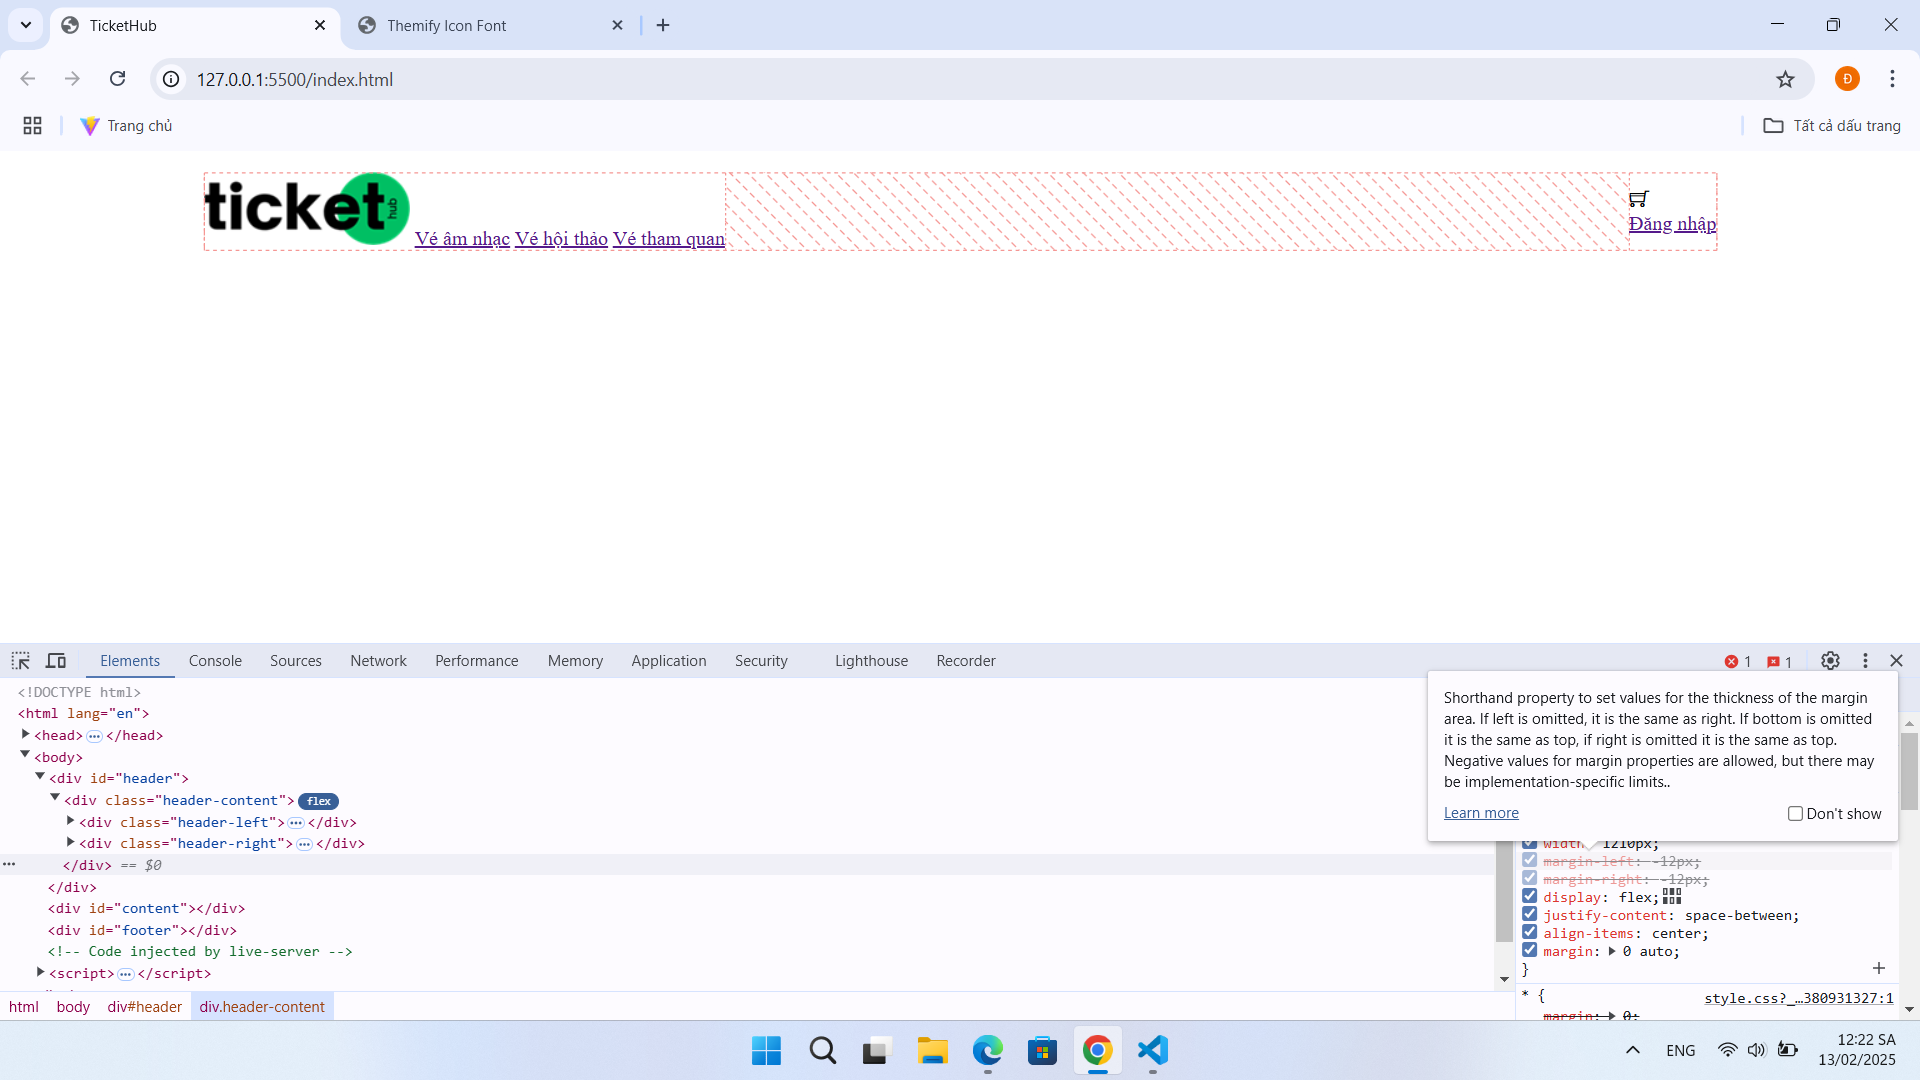 TicketHub
Themify Icon Font
127.0.0.1:5500/index.html
Đ
Trang chủ
Tất cả dấu trang
ticket hub
Vé âm nhạc Vé hội thảo Vé tham quan
Đăng nhập
Elements Console Sources Network Performance Memory Application Security Lighthouse Recorder
1 1
<!DOCTYPE html>
<html lang="en">
<head> ••• </head>
<body>
<div id="header">
<div class="header-content"> flex
<div class="header-left"> ••• </div>
<div class="header-right"> ••• </div>
••• </div> == $0
</div>
<div id="content"></div>
<div id="footer"></div>
<!-- Code injected by live-server -->
<script> ••• </script>
html body div#header div.header-content
Shorthand property to set values for the thickness of the margin
area. If left is omitted, it is the same as right. If bottom is omitted
it is the same as top, if right is omitted it is the same as top.
Negative values for margin properties are allowed, but there may
be implementation-specific limits..
Learn more
Don't show
width: 1210px;
margin-left: -12px;
margin-right: -12px;
display: flex;
justify-content: space-between;
align-items: center;
margin: 0 auto;
}
* {
style.css?_…380931327:1
margin: 0;
ENG
12:22 SA
13/02/2025